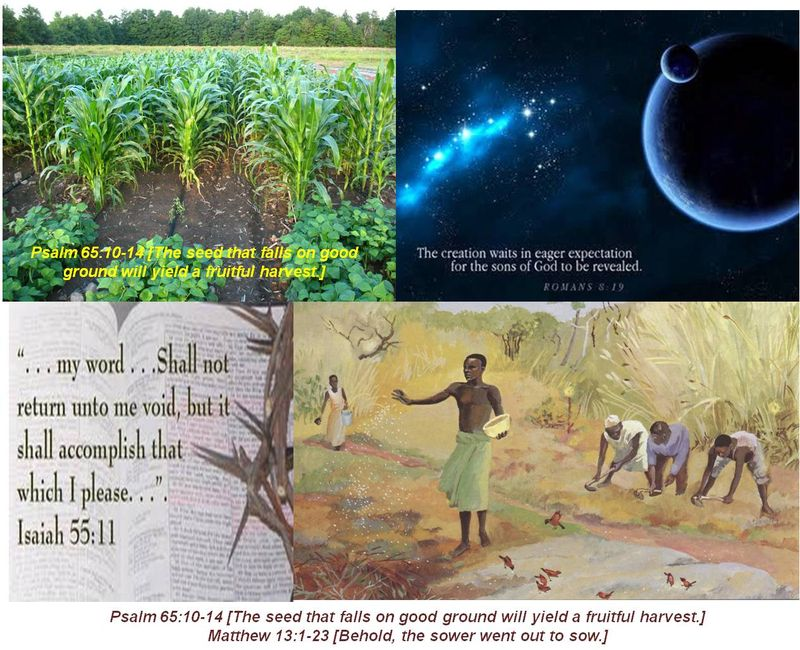 Psalm 65:10-14 [The seed that falls on good
ground will yield a fruitful harvest.]
The creation waits in eager expectation
for the sons of God to be revealed.
ROMANS 8:19
“. . . my word . . .Shall not
return unto me void, but it
shall accomplish that
which I please. . .”.
Isaiah 55:11
Psalm 65:10-14 [The seed that falls on good ground will yield a fruitful harvest.]
Matthew 13:1-23 [Behold, the sower went out to sow.]